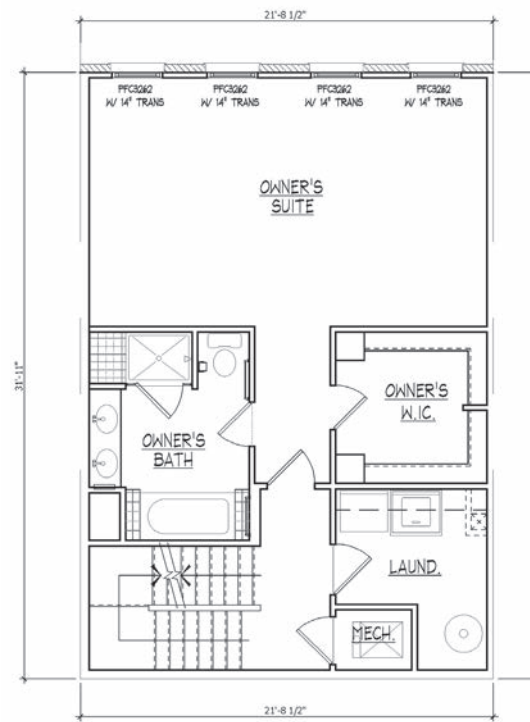 21'-8 1/2"
PFC3262
W/ 14" TRANS
PFC3262
W/ 14" TRANS
PFC3262
W/ 14" TRANS
PFC3262
W/ 14" TRANS
OWNER'S
SUITE
31'-11"
OWNER'S
W.I.C.
OWNER'S
BATH
LAUND.
MECH.
21'-8 1/2"